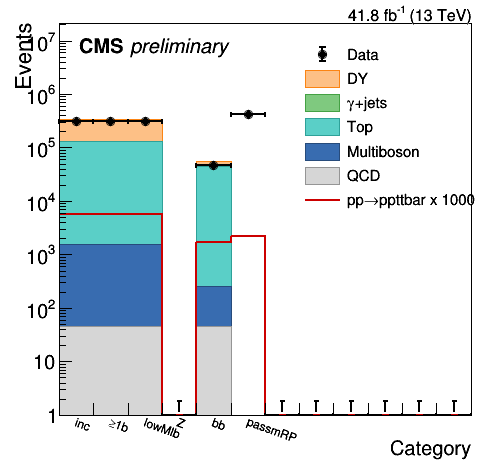 41.8 fb⁻¹ (13 TeV)
Events
CMS preliminary
Data
DY
γ+jets
Top
Multiboson
QCD
pp→ppttbar x 1000
10⁷
10⁶
10⁵
10⁴
10³
10²
10
1
inc
≥1b
lowMlb
Z
bb
passmRP
Category